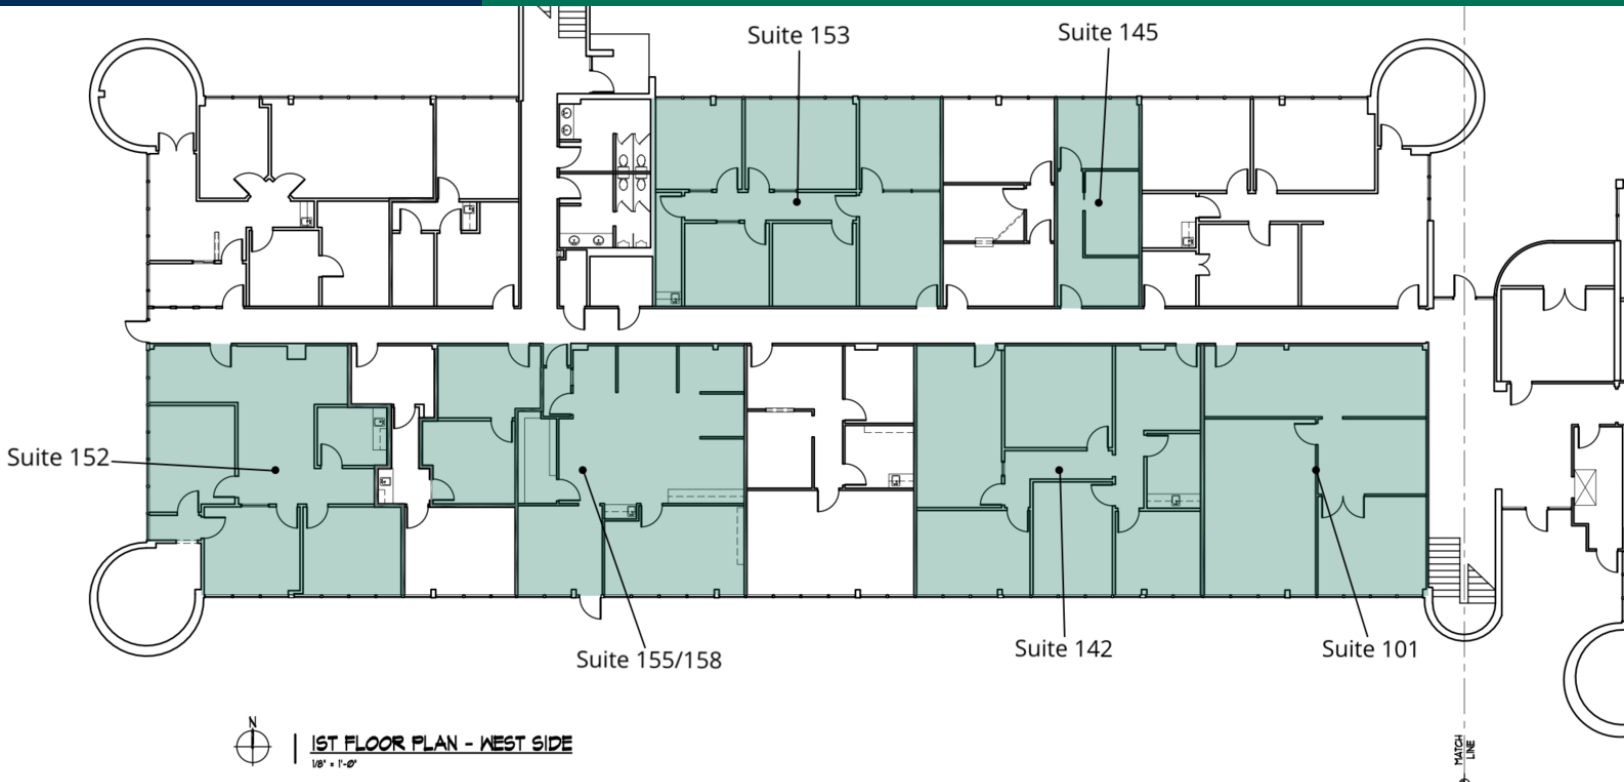 Suite 153
Suite 145
Suite 152
Suite 155/158
Suite 142
Suite 101
N
1ST FLOOR PLAN - WEST SIDE
1/8" = 1'-0"
MATCH
LINE